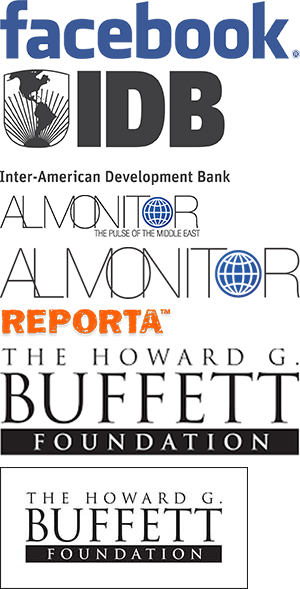 facebook®
IDB
Inter-American Development Bank
ALMONITOR
THE PULSE OF THE MIDDLE EAST
ALMONITOR
REPORTA™
THE HOWARD G.
BUFFETT
FOUNDATION
THE HOWARD G.
BUFFETT
FOUNDATION